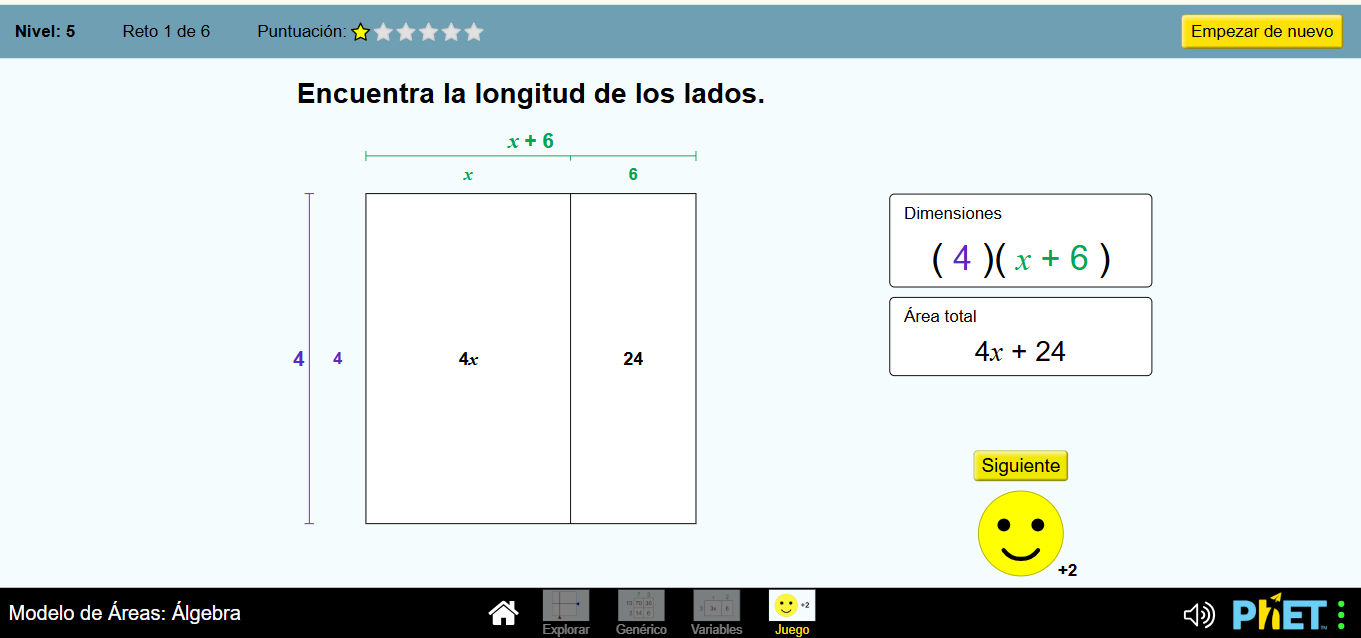 Nivel: 5 Reto 1 de 6 Puntuación: Empezar de nuevo
Encuentra la longitud de los lados.
x + 6
x 6
4 4 4x 24
Dimensiones
( 4 )( x + 6 )
Área total
4x + 24
Siguiente
+2
Modelo de Áreas: Álgebra
+2
Explorar Genérico Variables Juego
PhET